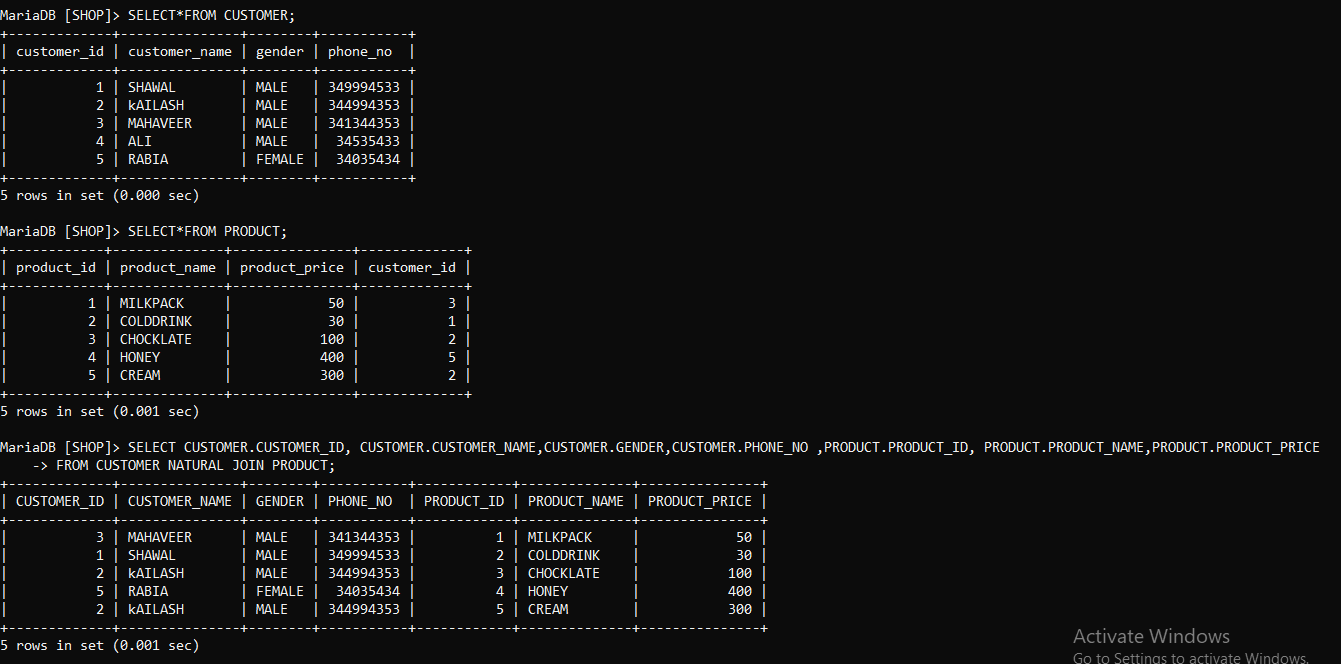 MariaDB [SHOP]> SELECT*FROM CUSTOMER;
+-------------+---------------+--------+-----------+
| customer_id | customer_name | gender | phone_no  |
+-------------+---------------+--------+-----------+
|           1 | SHAWAL        | MALE   | 349994533 |
|           2 | kAILASH       | MALE   | 344994353 |
|           3 | MAHAVEER      | MALE   | 341344353 |
|           4 | ALI           | MALE   |  34535433 |
|           5 | RABIA         | FEMALE |  34035434 |
+-------------+---------------+--------+-----------+
5 rows in set (0.000 sec)

MariaDB [SHOP]> SELECT*FROM PRODUCT;
+------------+--------------+---------------+-------------+
| product_id | product_name | product_price | customer_id |
+------------+--------------+---------------+-------------+
|          1 | MILKPACK     |            50 |           3 |
|          2 | COLDDRINK    |            30 |           1 |
|          3 | CHOCKLATE    |           100 |           2 |
|          4 | HONEY        |           400 |           5 |
|          5 | CREAM        |           300 |           2 |
+------------+--------------+---------------+-------------+
5 rows in set (0.001 sec)

MariaDB [SHOP]> SELECT CUSTOMER.CUSTOMER_ID, CUSTOMER.CUSTOMER_NAME,CUSTOMER.GENDER,CUSTOMER.PHONE_NO ,PRODUCT.PRODUCT_ID, PRODUCT.PRODUCT_NAME,PRODUCT.PRODUCT_PRICE
    -> FROM CUSTOMER NATURAL JOIN PRODUCT;
+-------------+---------------+--------+-----------+------------+--------------+---------------+
| CUSTOMER_ID | CUSTOMER_NAME | GENDER | PHONE_NO  | PRODUCT_ID | PRODUCT_NAME | PRODUCT_PRICE |
+-------------+---------------+--------+-----------+------------+--------------+---------------+
|           3 | MAHAVEER      | MALE   | 341344353 |          1 | MILKPACK     |            50 |
|           1 | SHAWAL        | MALE   | 349994533 |          2 | COLDDRINK    |            30 |
|           2 | kAILASH       | MALE   | 344994353 |          3 | CHOCKLATE    |           100 |
|           5 | RABIA         | FEMALE |  34035434 |          4 | HONEY        |           400 |
|           2 | kAILASH       | MALE   | 344994353 |          5 | CREAM        |           300 |
+-------------+---------------+--------+-----------+------------+--------------+---------------+
5 rows in set (0.001 sec)
Activate Windows
Go to Settings to activate Windows.